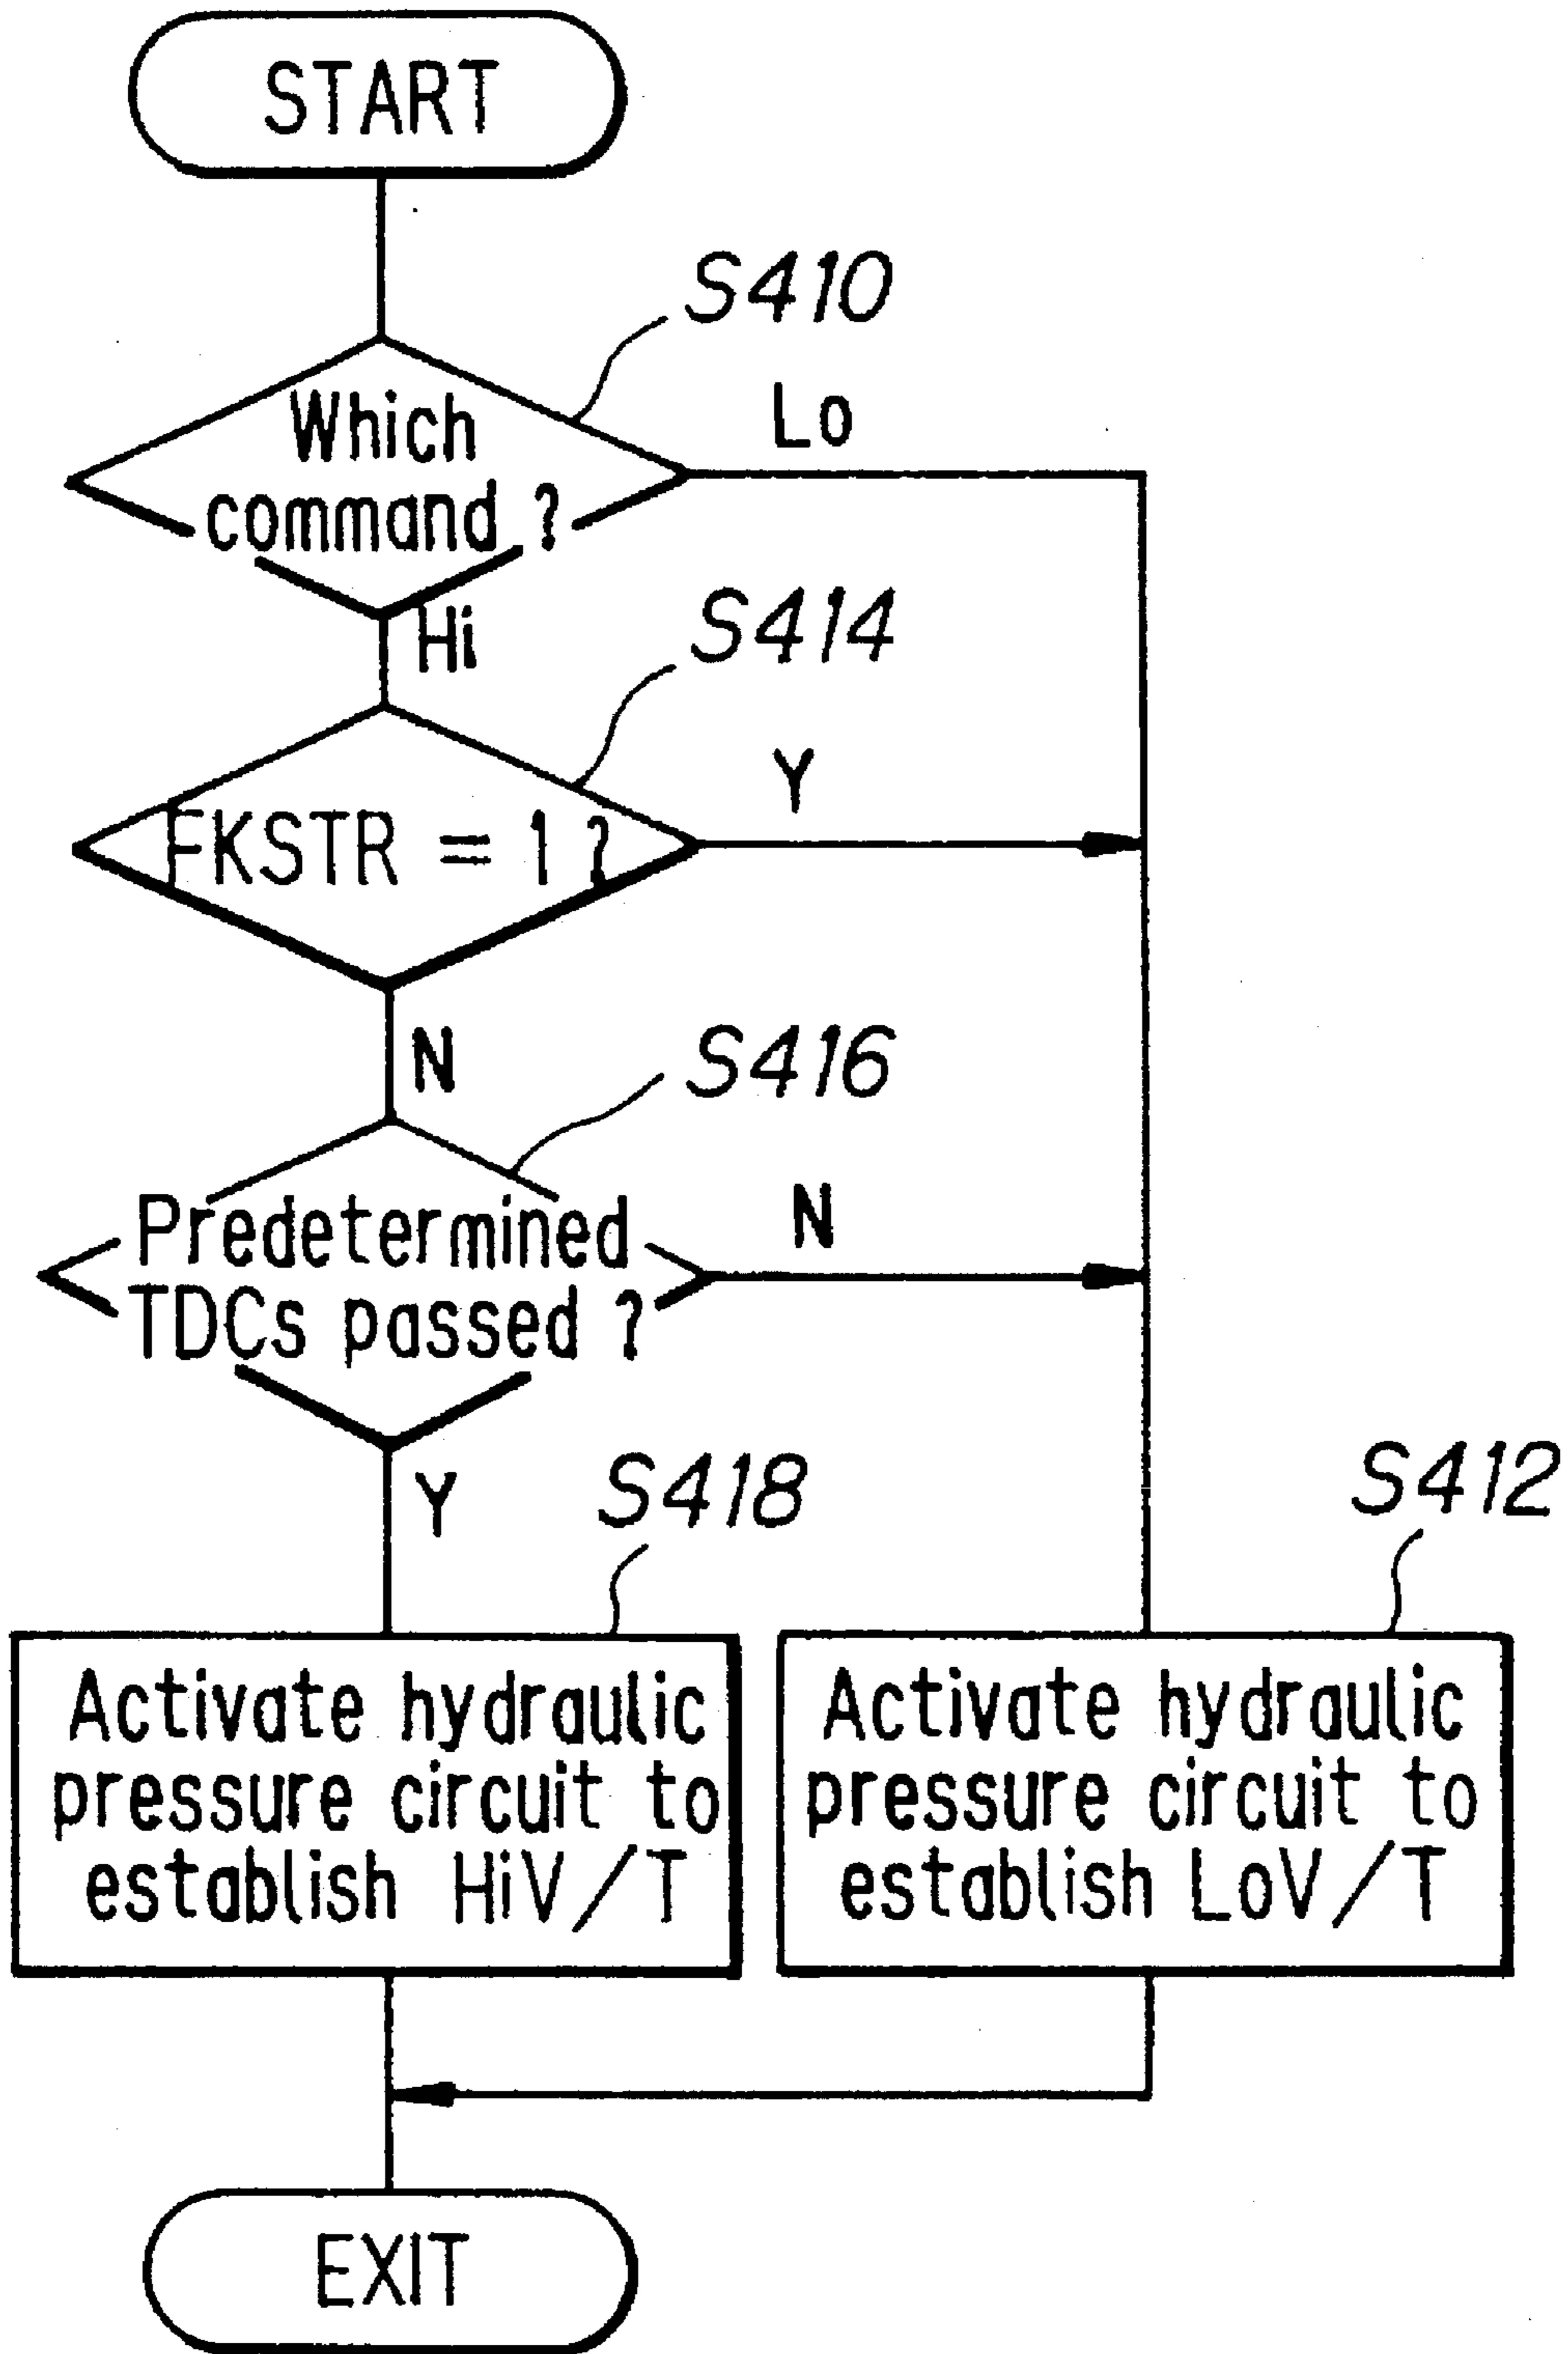 START
S410
Which
command ?
Lo
Hi
S414
FKSTR = 1 ?
Y
N
S416
Predetermined
TDCs passed ?
N
Y
S418
S412
Activate hydraulic
pressure circuit to
establish HiV/T
Activate hydraulic
pressure circuit to
establish LoV/T
EXIT